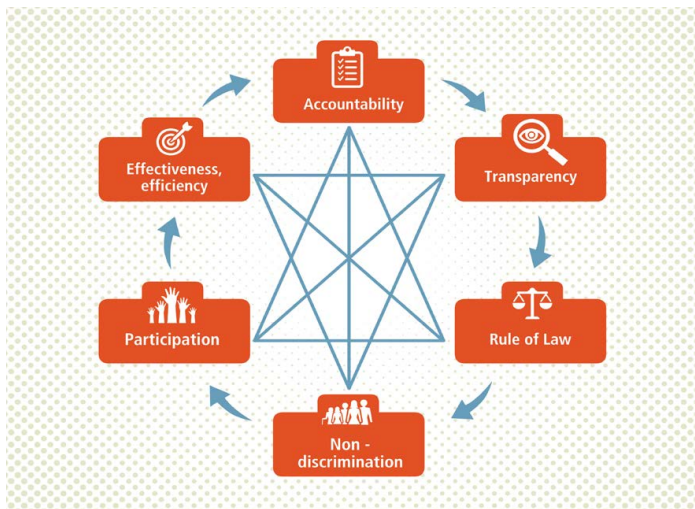 Accountability
Transparency
Rule of Law
Non -
discrimination
Participation
Effectiveness,
efficiency